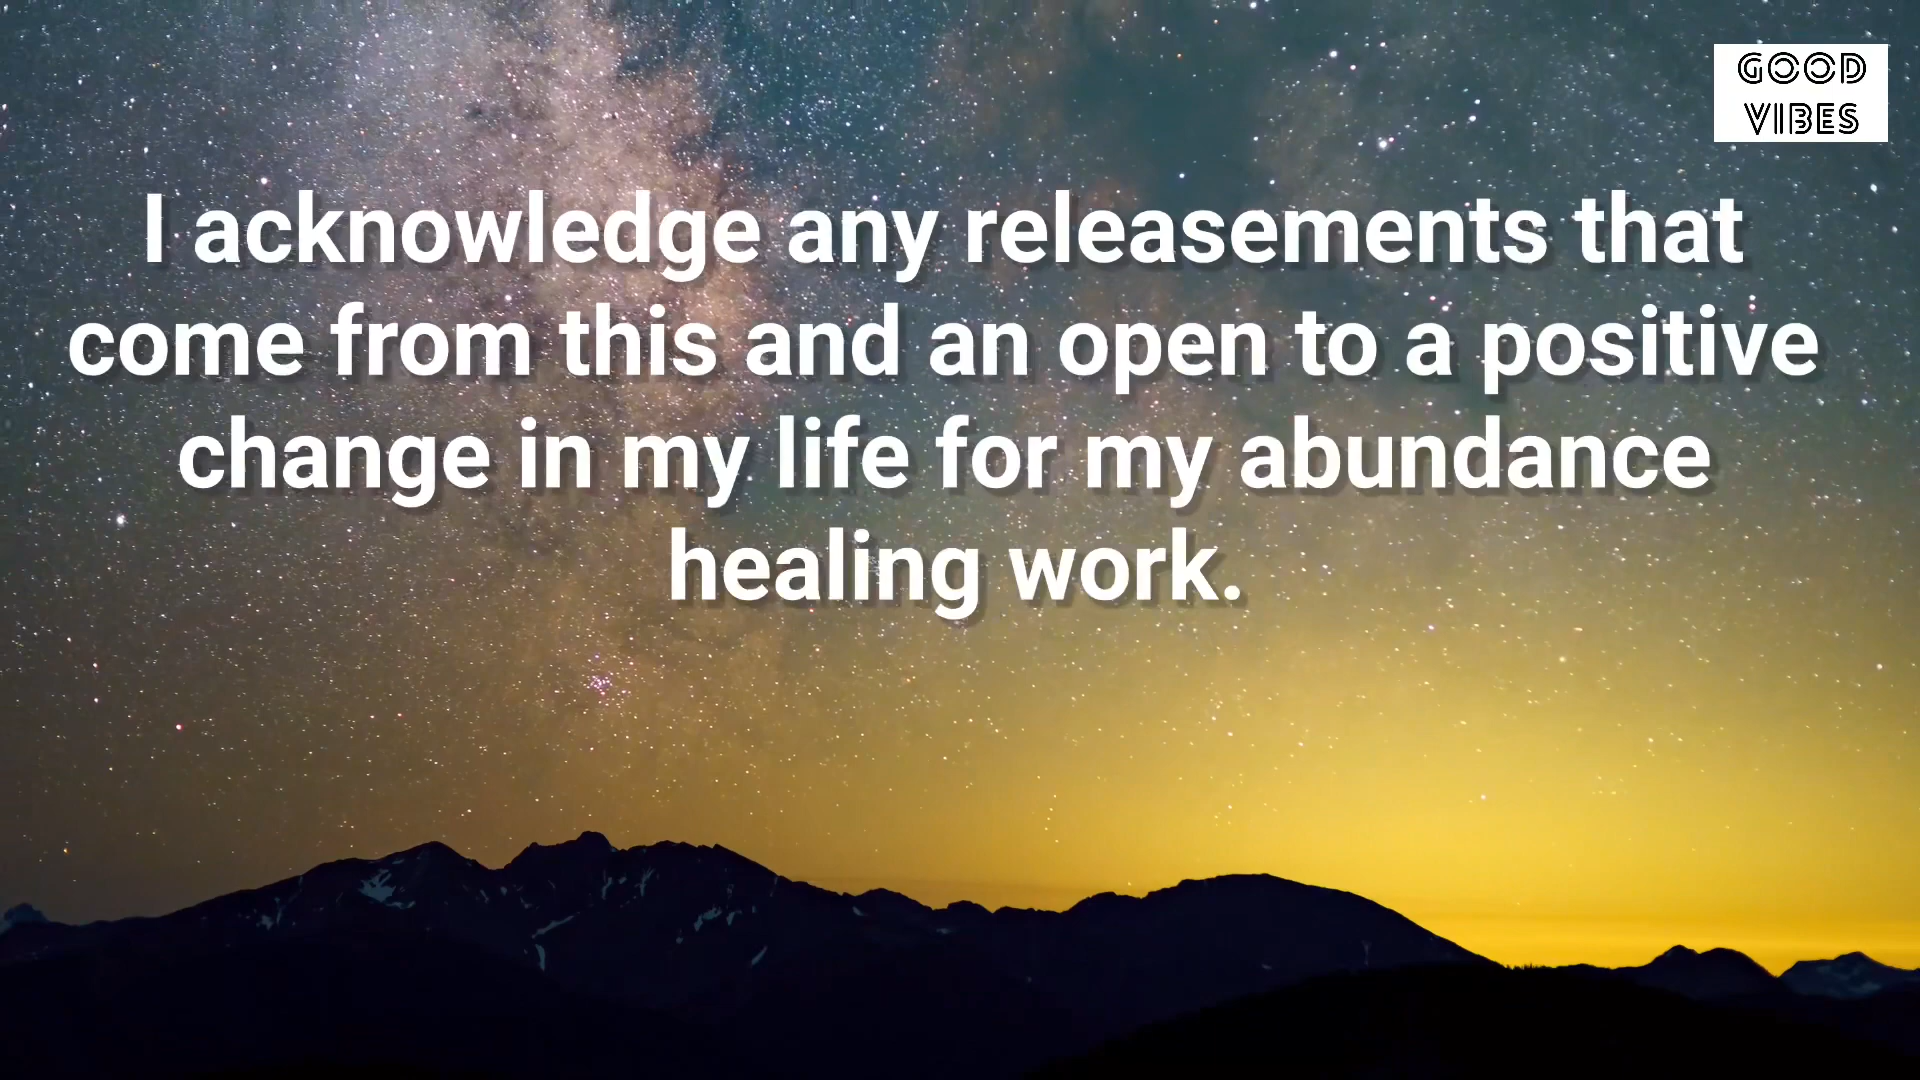 GOOD
VIBES
I acknowledge any releasements that
come from this and an open to a positive
change in my life for my abundance
healing work.